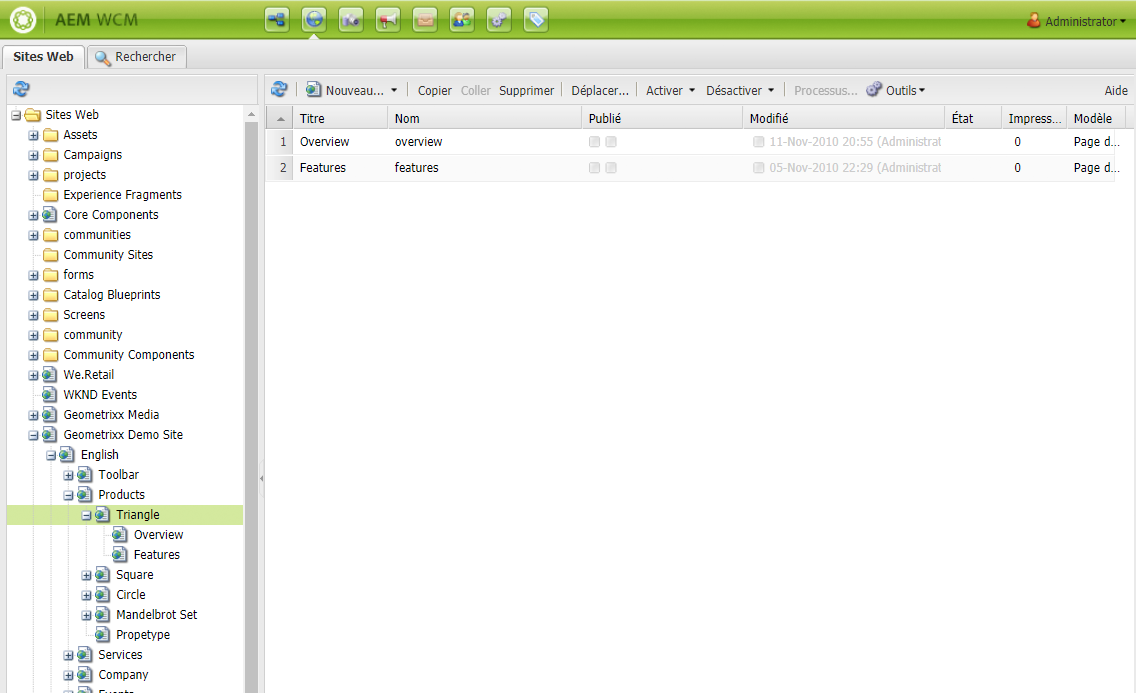 AEM WCM
Administrator
Sites Web
Rechercher
Nouveau... Copier Coller Supprimer Déplacer... Activer Désactiver Processus... Outils Aide
Titre Nom Publié Modifié État Impress... Modèle
1 Overview overview 11-Nov-2010 20:55 (Administrat 0 Page d...
2 Features features 05-Nov-2010 22:29 (Administrat 0 Page d...
Sites Web
Assets
Campaigns
projects
Experience Fragments
Core Components
communities
Community Sites
forms
Catalog Blueprints
Screens
community
Community Components
We.Retail
WKND Events
Geometrixx Media
Geometrixx Demo Site
English
Toolbar
Products
Triangle
Overview
Features
Square
Circle
Mandelbrot Set
Propetype
Services
Company
Events